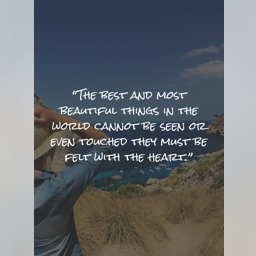 “The best and most
beautiful things in the
world cannot be seen or
even touched they must be
felt with the heart.”